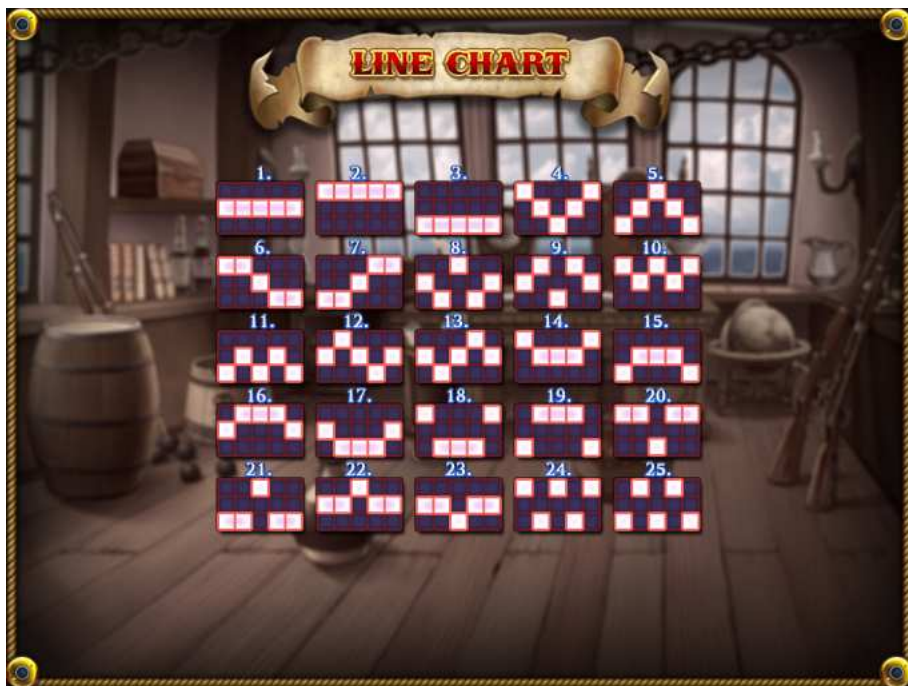 LINE CHART
1. 2. 3. 4. 5.
6. 7. 8. 9. 10.
11. 12. 13. 14. 15.
16. 17. 18. 19. 20.
21. 22. 23. 24. 25.